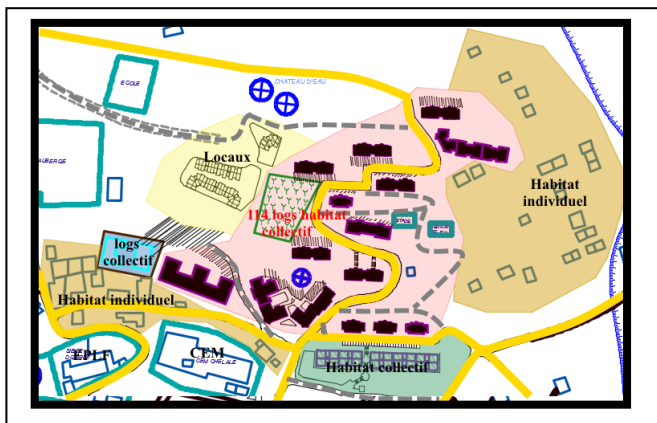 ECOLE
CHATEAU D'EAU
Locaux
AUBERGE
Habitat
individuel
114 logs habitat
collectif
logs
collectif
Habitat individuel
EPLF
CEM
CEM CHELALE
Habitat collectif